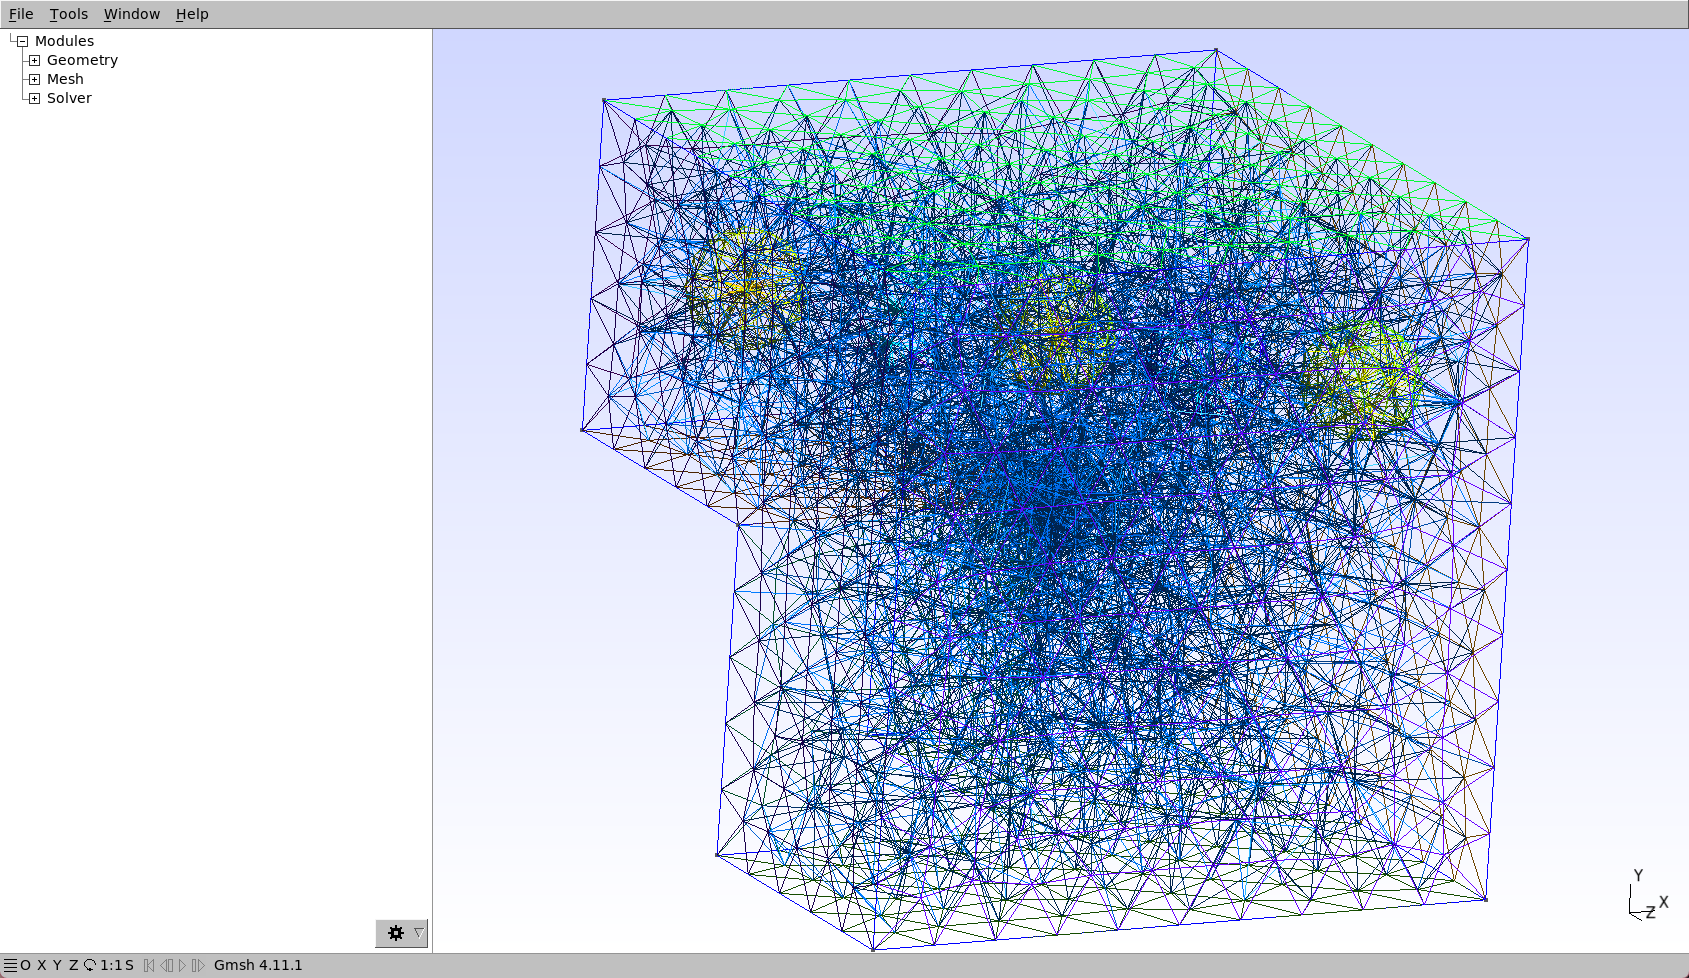 File Tools Window Help
Modules
Geometry
Mesh
Solver
Y
X
Z
O X Y Z 1:1 S Gmsh 4.11.1